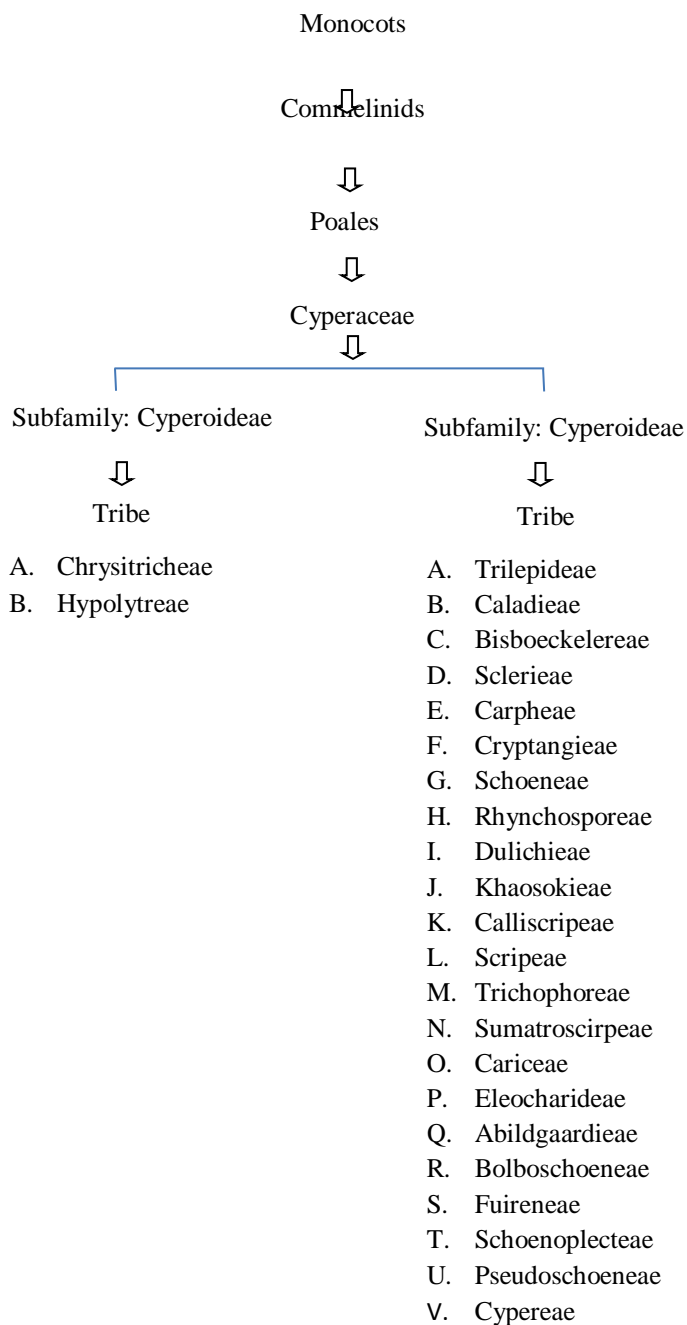 Monocots
Commelinids
Poales
Cyperaceae
Subfamily: Cyperoideae
Tribe
A. Chrysitricheae
B. Hypolytreae
Subfamily: Cyperoideae
Tribe
A. Trilepideae
B. Caladieae
C. Bisboeckelereae
D. Sclerieae
E. Carpheae
F. Cryptangieae
G. Schoeneae
H. Rhynchosporeae
I. Dulichieae
J. Khaosokieae
K. Calliscripeae
L. Scripeae
M. Trichophoreae
N. Sumatroscirpeae
O. Cariceae
P. Eleocharideae
Q. Abildgaardieae
R. Bolboschoeneae
S. Fuireneae
T. Schoenoplecteae
U. Pseudoschoeneae
V. Cypereae